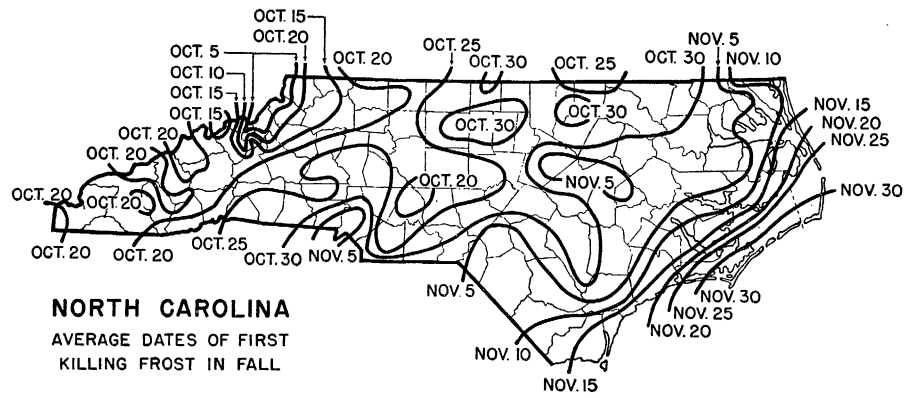 OCT. 15
OCT. 20
OCT. 5
OCT. 10
OCT. 15
OCT. 15
OCT. 20
OCT. 20
OCT. 20
OCT. 20
OCT. 20
OCT. 20
OCT. 25
OCT. 30
NOV. 5
OCT. 20
OCT. 25
OCT. 30
OCT. 25
OCT. 30
NOV. 5
NOV. 10
OCT. 30
OCT. 30
OCT. 20
NOV. 5
NOV. 15
NOV. 20
NOV. 25
NOV. 30
NOV. 30
NOV. 25
NOV. 20
NOV. 5
NOV. 10
NOV. 15
NORTH CAROLINA
AVERAGE DATES OF FIRST
KILLING FROST IN FALL